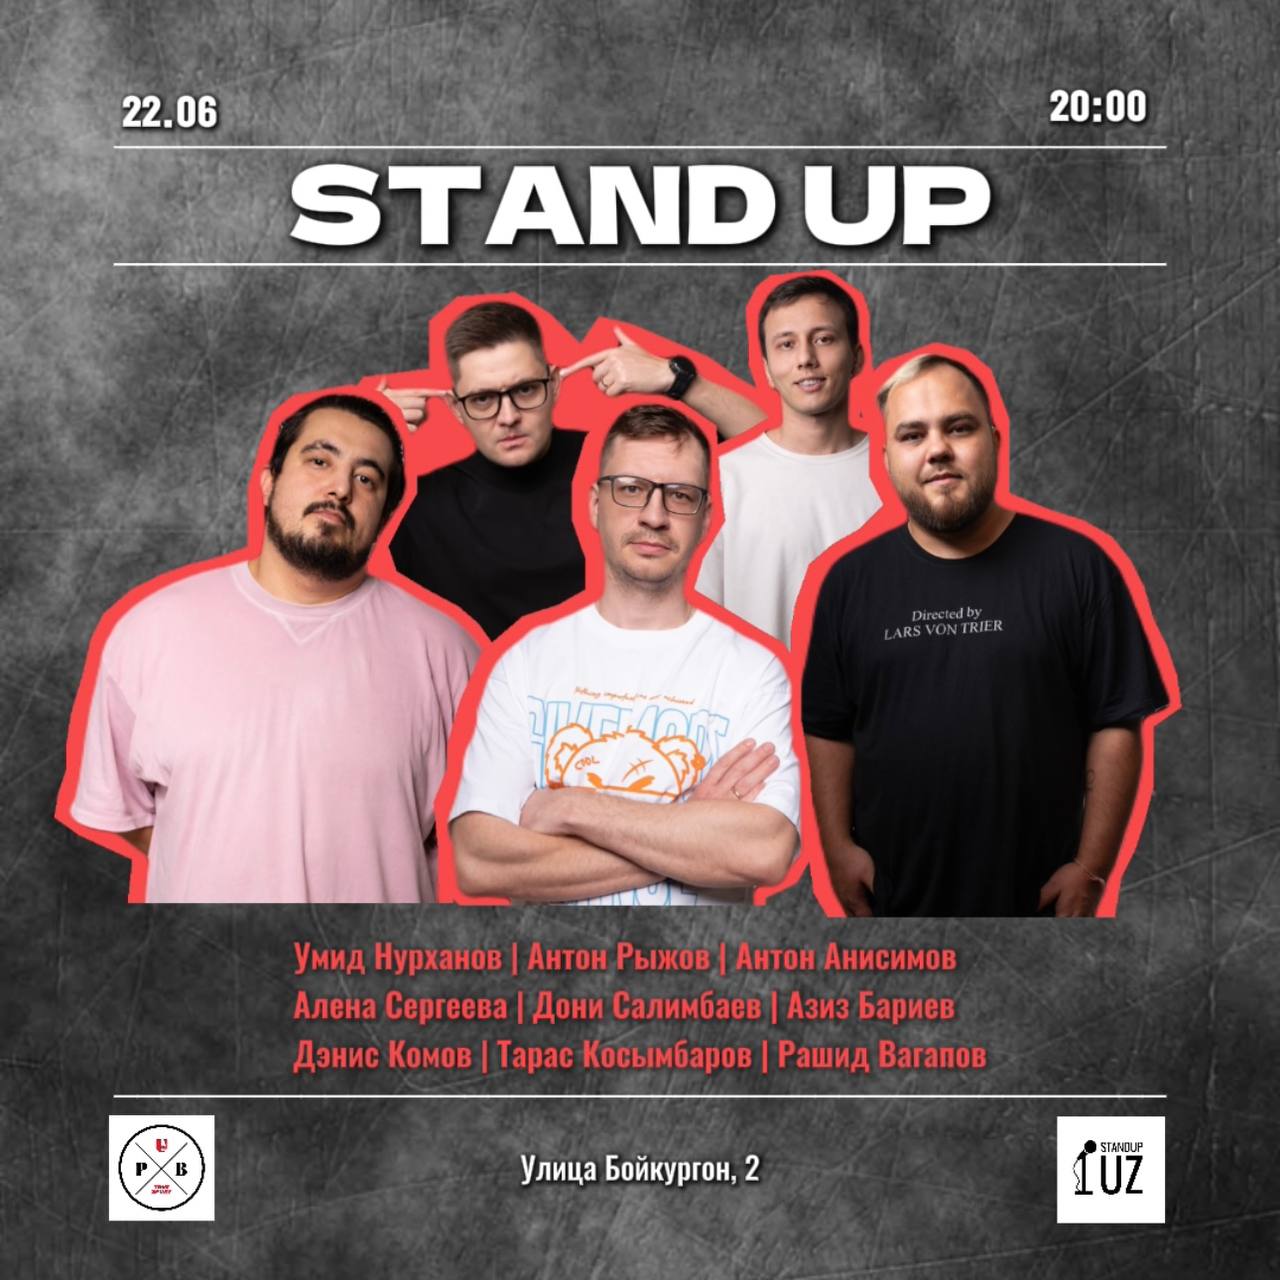 22.06
20:00
STAND UP
Directed by
LARS VON TRIER
COOL
Умид Нурханов | Антон Рыжов | Антон Анисимов
Алена Сергеева | Дони Салимбаев | Азиз Бариев
Дэнис Комов | Тарас Косымбаров | Рашид Вагапов
U
P B
Улица Бойкургон, 2
STANDUP
UZ